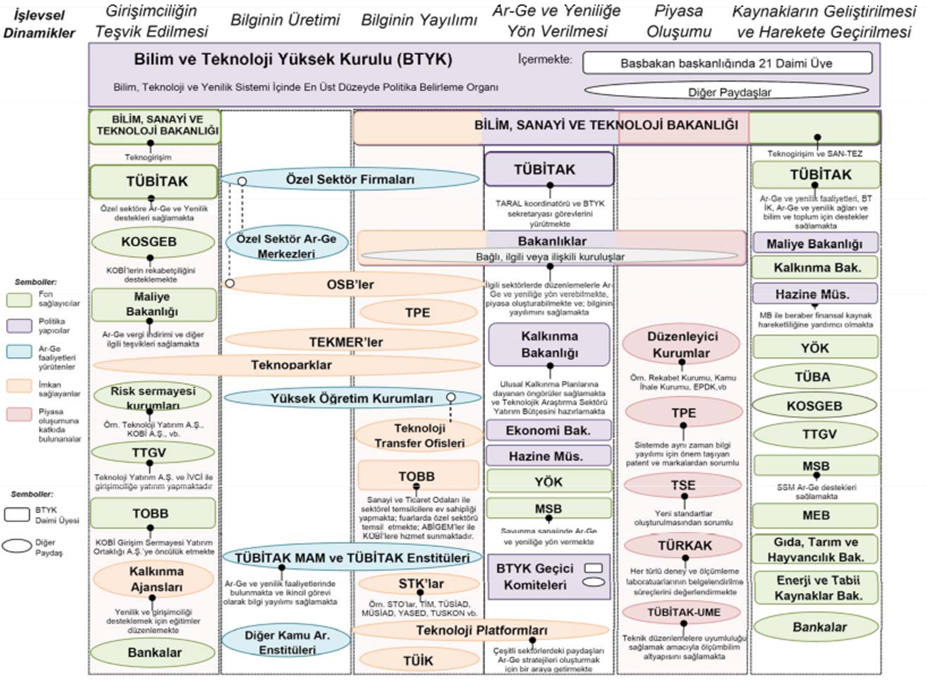 İşlevsel
Dinamikler
Girişimciliğin
Teşvik Edilmesi
Bilginin Üretimi
Bilginin Yayılımı
Ar-Ge ve Yeniliğe
Yön Verilmesi
Piyasa
Oluşumu
Kaynakların Geliştirilmesi
ve Harekete Geçirilmesi
Bilim ve Teknoloji Yüksek Kurulu (BTYK)
Bilim, Teknoloji ve Yenilik Sistemi İçinde En Üst Düzeyde Politika Belirleme Organı
İçermekte:
Başbakan başkanlığında 21 Daimi Üye
Diğer Paydaşlar
BİLİM, SANAYİ VE
TEKNOLOJİ BAKANLIĞI
Teknogirişim
TÜBİTAK
Özel sektöre Ar-Ge ve Yenilik
destekleri sağlamakta
KOSGEB
KOBİ'lerin rekabetçiliğini
desteklemekte
Maliye
Bakanlığı
Ar-Ge vergi indirimi ve diğer
ilgili teşvikleri sağlamakta
Teknoparklar
Risk sermayesi
kurumları
Örn. Teknoloji Yatırım A.Ş.,
KOBİ A.Ş., vb.
TTGV
Teknoloji Yatırım A.Ş. ve İVCİ ile
girişimciliğe yatırım yapmaktadır
TOBB
KOBİ Girişim Sermayesi Yatırım
Ortaklığı A.Ş.'ye öncülük etmekte
Kalkınma
Ajansları
Yenilik ve girişimciliği
desteklemek için eğitimler
düzenlemekte
Bankalar
Özel Sektör Firmaları
Özel Sektör Ar-Ge
Merkezleri
OSB'ler
TPE
TEKMER'ler
Yüksek Öğretim Kurumları
Teknoloji
Transfer Ofisleri
TOBB
Sanayi ve Ticaret Odaları ile
sektörel temsilcilere ev sahipliği
yapmakta; fuarlarda özel sektörü
temsil etmekte; ABİGEM'ler ile
KOBİ'lere hizmet sunmaktadır.
TÜBİTAK MAM ve TÜBİTAK Enstitüleri
Ar-Ge ve yenilik faaliyetlerinde
bulunmakta ve ikincil görevi
olarak bilgi yayılımı sağlamakta
STK'lar
Örn. STO'lar, TİM, TÜSİAD,
MÜSİAD, YASED, TUSKON vb.
Diğer Kamu Ar.
Enstitüleri
Teknoloji Platformları
Çeşitli sektörlerdeki paydaşları
Ar-Ge stratejileri oluşturmak
için bir araya getirmekte
TÜİK
BİLİM, SANAYİ VE TEKNOLOJİ BAKANLIĞI
TÜBİTAK
TARAL koordinatörü ve BTYK
sekretaryası görevlerini
yürütmekte
Bakanlıklar
Bağlı, ilgili veya ilişkili kuruluşlar
ilgili sektörlerde düzenlemelerle Ar-
Ge ve yeniliğe yön verebilmekte,
piyasa oluşturabilmekte ve; bilginin
yayılımını sağlamakta
Kalkınma
Bakanlığı
Ulusal Kalkınma Planlarına
dayanan öngörüler sağlamakta
ve Teknolojik Araştırma Sektörü
Yatırım Bütçesini hazırlamakta
Ekonomi Bak.
Hazine Müs.
YÖK
MSB
Savunma sanainde Ar-Ge
ve yeniliğe yön vermekte
BTYK Geçici
Komiteleri
Düzenleyici
Kurumlar
Örn. Rekabet Kurumu, Kamu
İhale Kurumu, EPDK,vb
TPE
Sistemde aynı zaman bilgi
yayılımı için önem taşıyan
patent ve markalardan sorumlu
TSE
Yeni standartlar
oluşturulmasından sorumlu
TÜRKAK
Her türlü deney ve ölçümleme
laboratuarlarının belgelendirilme
süreçlerini değerlendirmekte
TÜBİTAK-UME
Teknik düzenlemelere uyumluluğu
sağlamak amacıyla ölçümbilim
altyapısını sağlamakta
Teknogirişim ve SAN-TEZ
TÜBİTAK
Ar-Ge ve yenilik faaliyetleri, BT
İK, Ar-Ge ve yenilik ağları ve
bilim ve toplum için destekler
sağlamakta
Maliye Bakanlığı
Kalkınma Bak.
Hazine Müs.
MB ile beraber finansal kaynak
hareketliliğine yardımcı olmakta
YÖK
TÜBA
KOSGEB
TTGV
MSB
SSM Ar-Ge destekleri
sağlamakta
MEB
Gıda, Tarım ve
Hayvancılık Bak.
Enerji ve Tabii
Kaynaklar Bak.
Bankalar
Semboller:
Fon
sağlayıcılar
Politika
yapıcılar
Ar-Ge
faaliyetleri
yürütenler
İmkan
sağlayanlar
Piyasa
oluşumuna
katkıda
bulunanalar
Semboller:
BTYK
Daimi Üyesi
Diğer
Paydaş